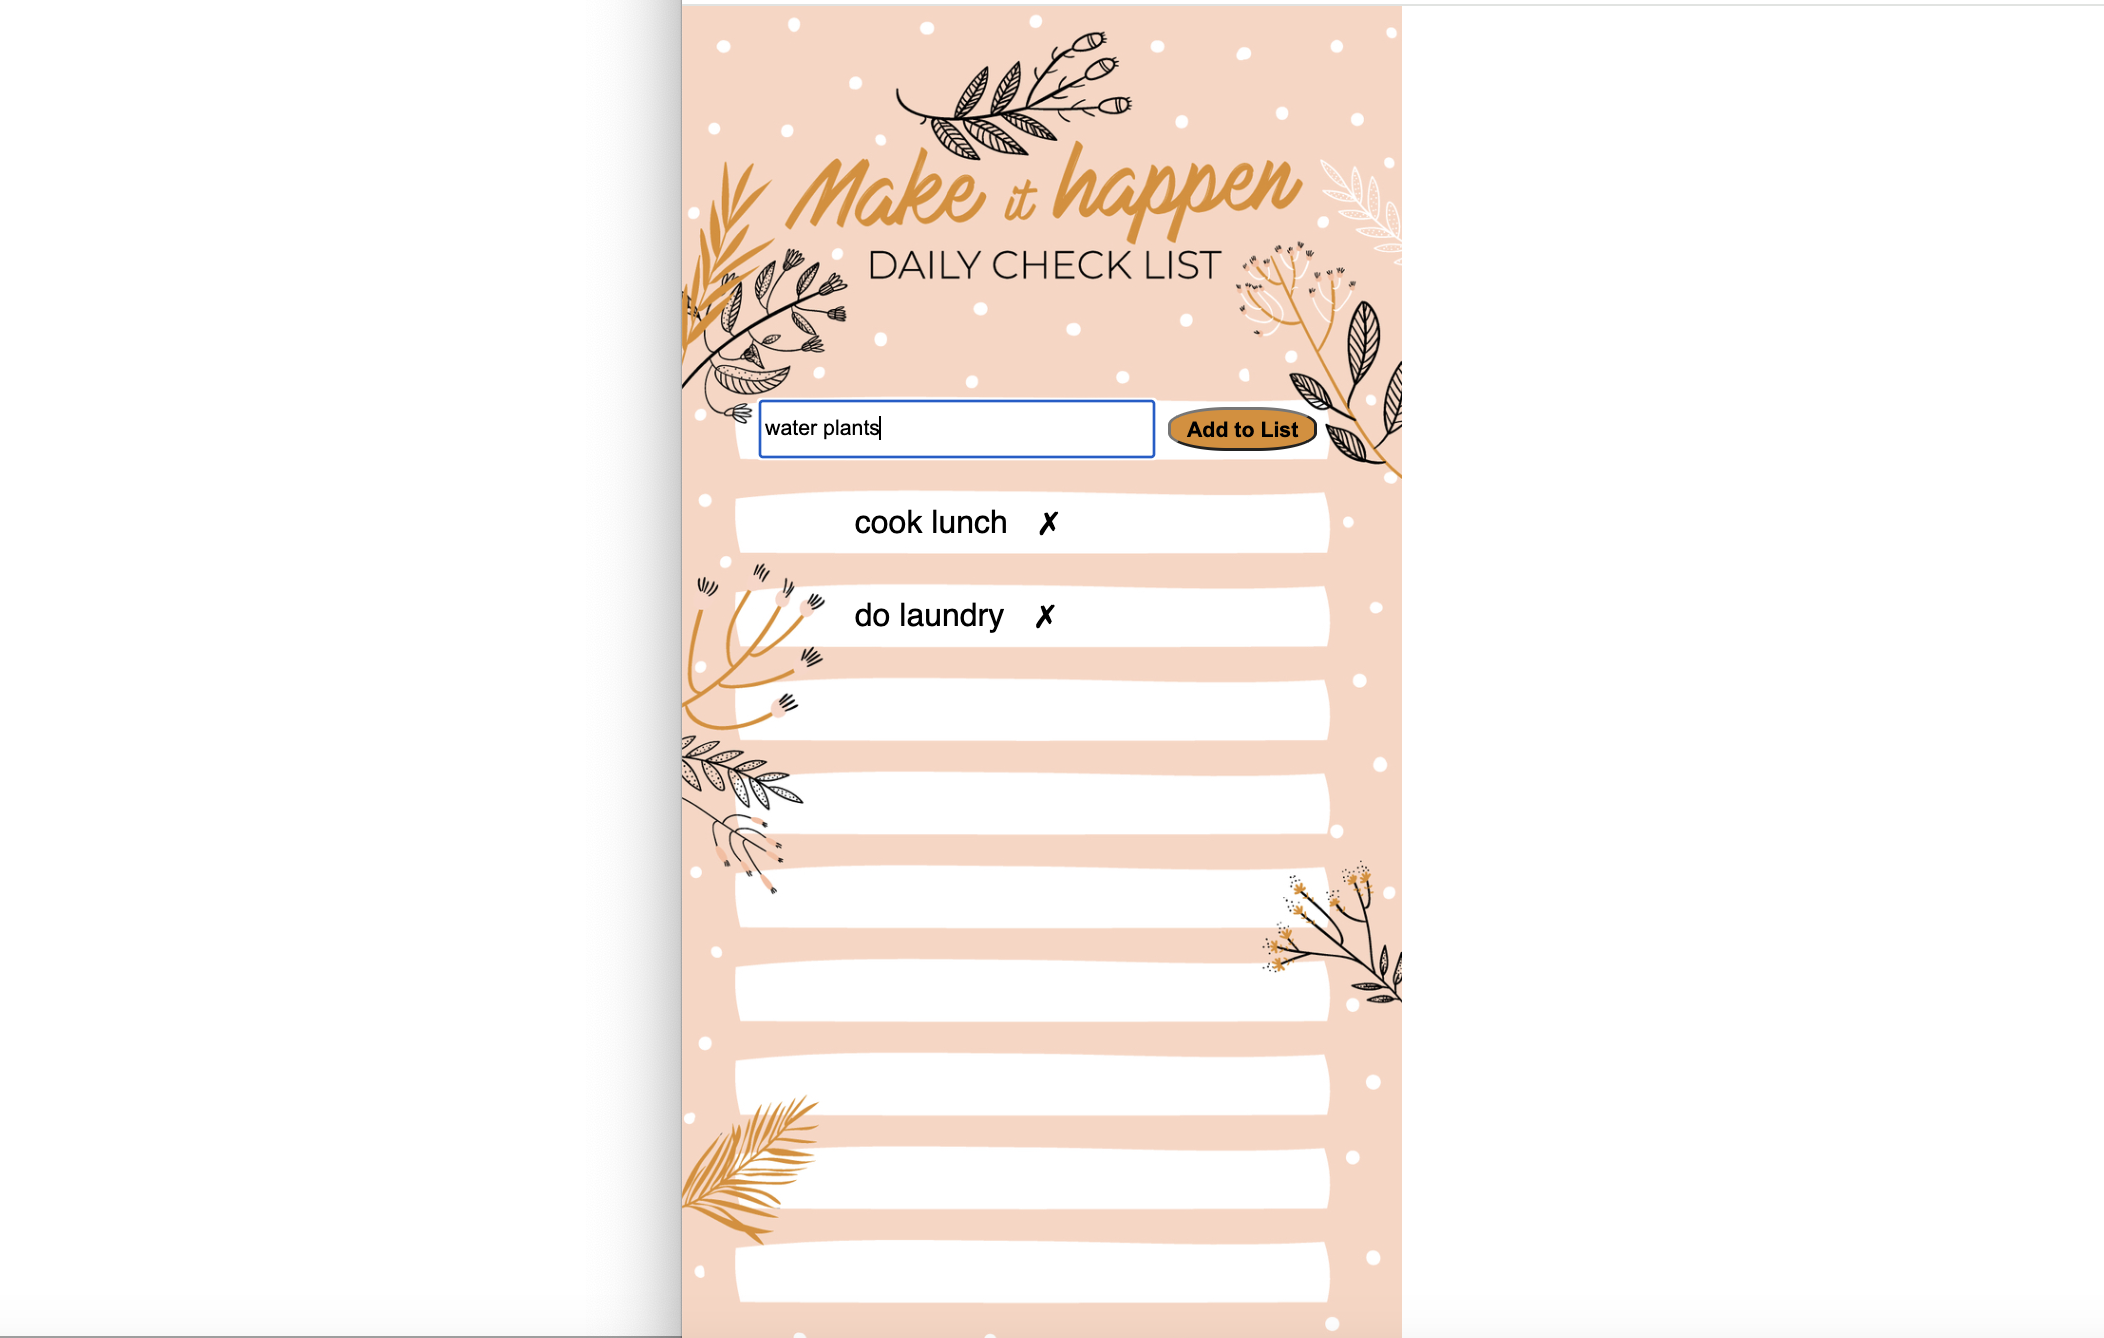 Make it happen
DAILY CHECK LIST
water plants
Add to List
cook lunch ✗
do laundry ✗